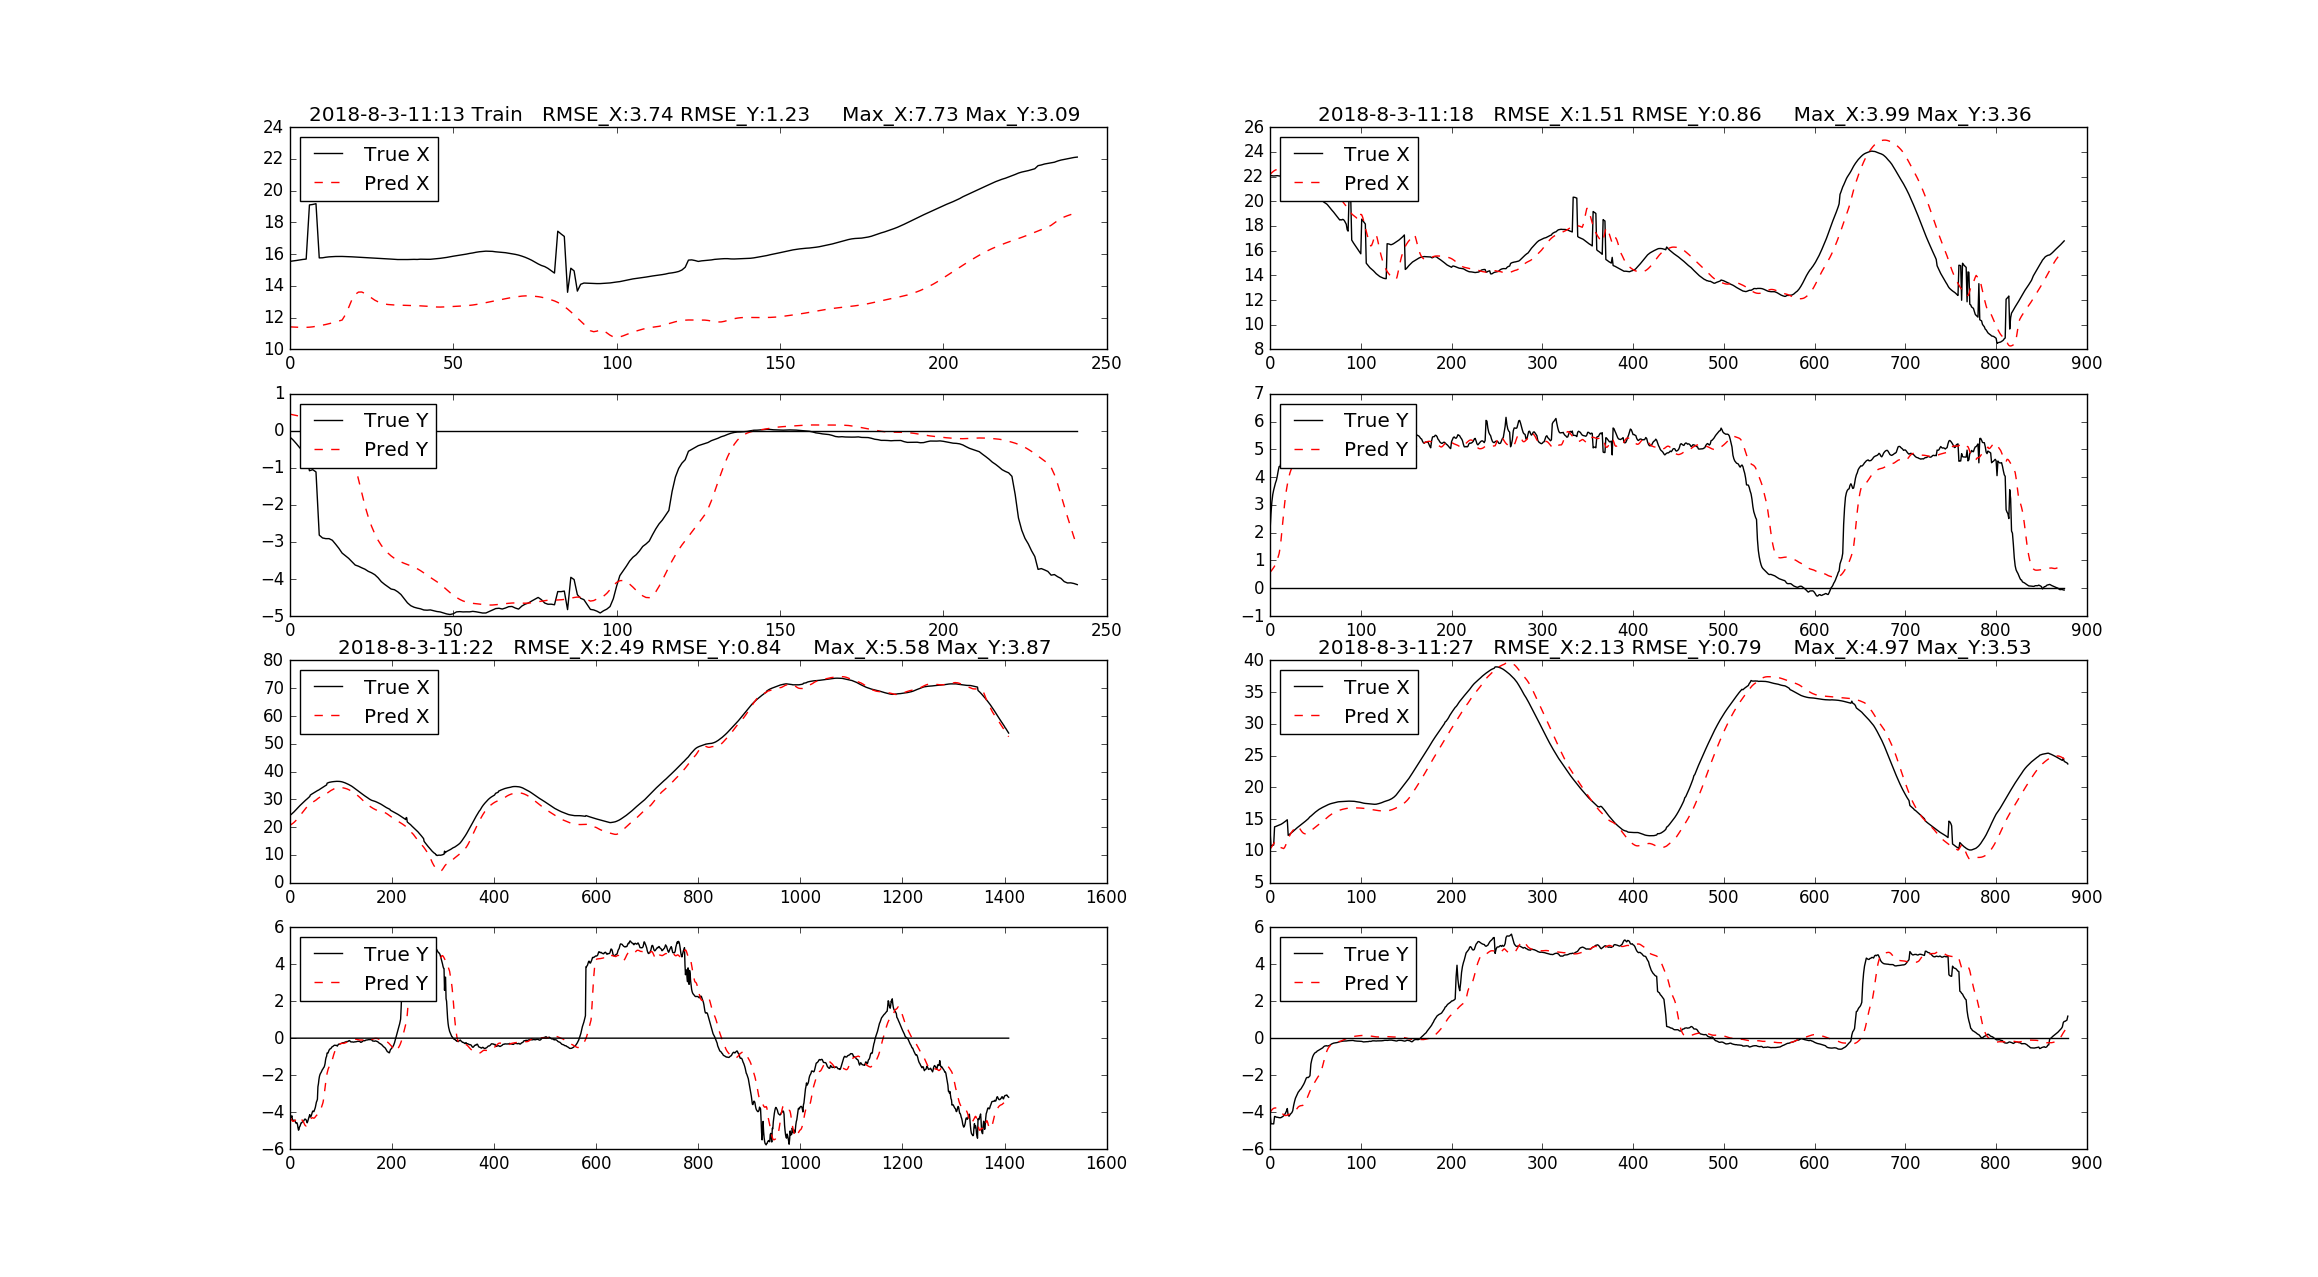 2018-8-3-11:13 Train   RMSE_X:3.74 RMSE_Y:1.23     Max_X:7.73 Max_Y:3.09
24
22
20
18
16
14
12
10
True X
Pred X
0 50 100 150 200 250
1
0
−1
−2
−3
−4
−5
True Y
Pred Y
0 50 100 150 200 250
2018-8-3-11:18   RMSE_X:1.51 RMSE_Y:0.86     Max_X:3.99 Max_Y:3.36
26
24
22
20
18
16
14
12
10
8
True X
Pred X
0 100 200 300 400 500 600 700 800 900
7
6
5
4
3
2
1
0
−1
True Y
Pred Y
0 100 200 300 400 500 600 700 800 900
2018-8-3-11:22   RMSE_X:2.49 RMSE_Y:0.84     Max_X:5.58 Max_Y:3.87
80
70
60
50
40
30
20
10
0
True X
Pred X
0 200 400 600 800 1000 1200 1400 1600
6
4
2
0
−2
−4
−6
True Y
Pred Y
0 200 400 600 800 1000 1200 1400 1600
2018-8-3-11:27   RMSE_X:2.13 RMSE_Y:0.79     Max_X:4.97 Max_Y:3.53
40
35
30
25
20
15
10
5
True X
Pred X
0 100 200 300 400 500 600 700 800 900
6
4
2
0
−2
−4
−6
True Y
Pred Y
0 100 200 300 400 500 600 700 800 900